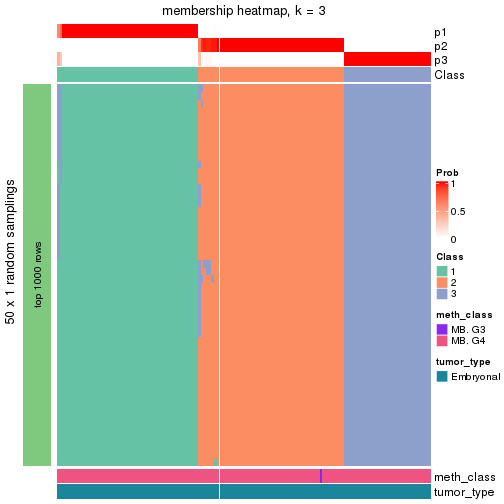 membership heatmap, k = 3
p1
p2
p3
Class
50 x 1 random samplings
top 1000 rows
Prob
1
0.5
0
Class
1
2
3
meth_class
MB. G3
MB. G4
tumor_type
Embryonal
meth_class
tumor_type